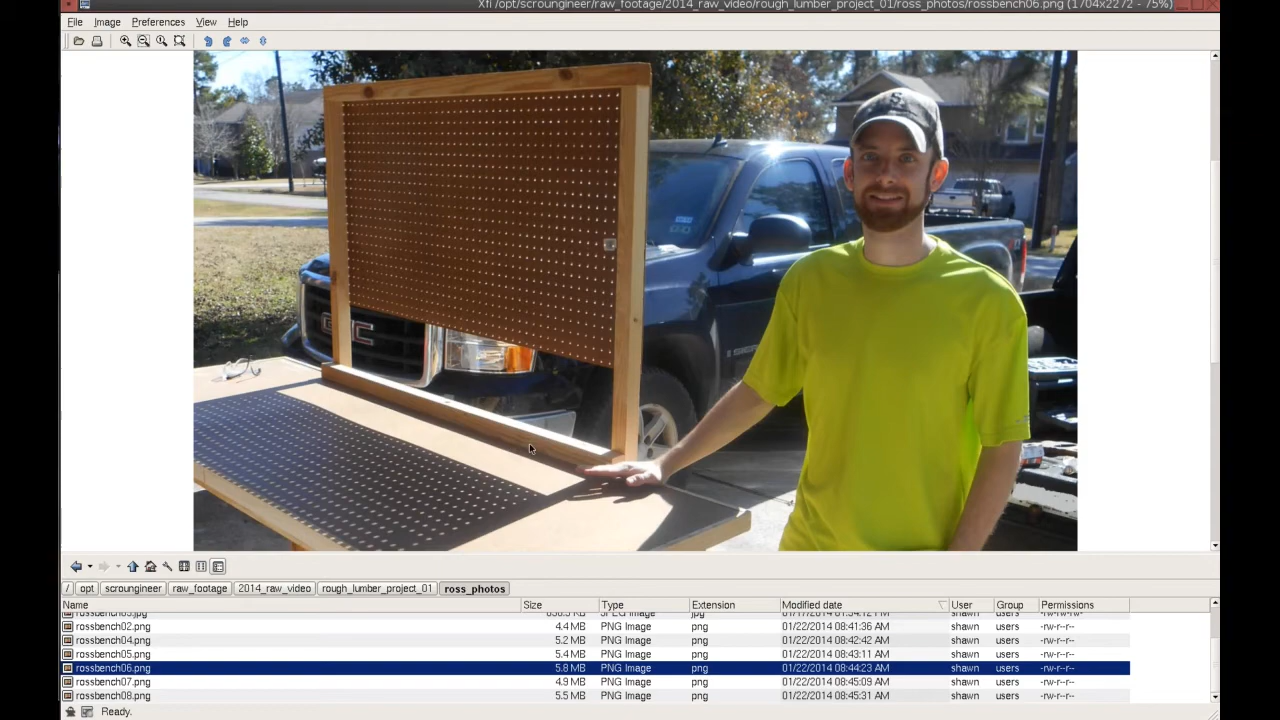 Xfi /opt/scroungineer/raw_footage/2014_raw_video/rough_lumber_project_01/ross_photos/rossbench06.png (1704x2272 - 75%)
File Image Preferences View Help
GMC
/ opt scroungineer raw_footage 2014_raw_video rough_lumber_project_01 ross_photos
Name Size Type Extension Modified date User Group Permissions
rossbench02.png 4.4 MB PNG Image png 01/22/2014 08:41:36 AM shawn users -rw-r--r--
rossbench04.png 5.2 MB PNG Image png 01/22/2014 08:42:42 AM shawn users -rw-r--r--
rossbench05.png 5.4 MB PNG Image png 01/22/2014 08:43:11 AM shawn users -rw-r--r--
rossbench06.png 5.8 MB PNG Image png 01/22/2014 08:44:23 AM shawn users -rw-r--r--
rossbench07.png 4.9 MB PNG Image png 01/22/2014 08:45:09 AM shawn users -rw-r--r--
rossbench08.png 5.5 MB PNG Image png 01/22/2014 08:45:31 AM shawn users -rw-r--r--
Ready.